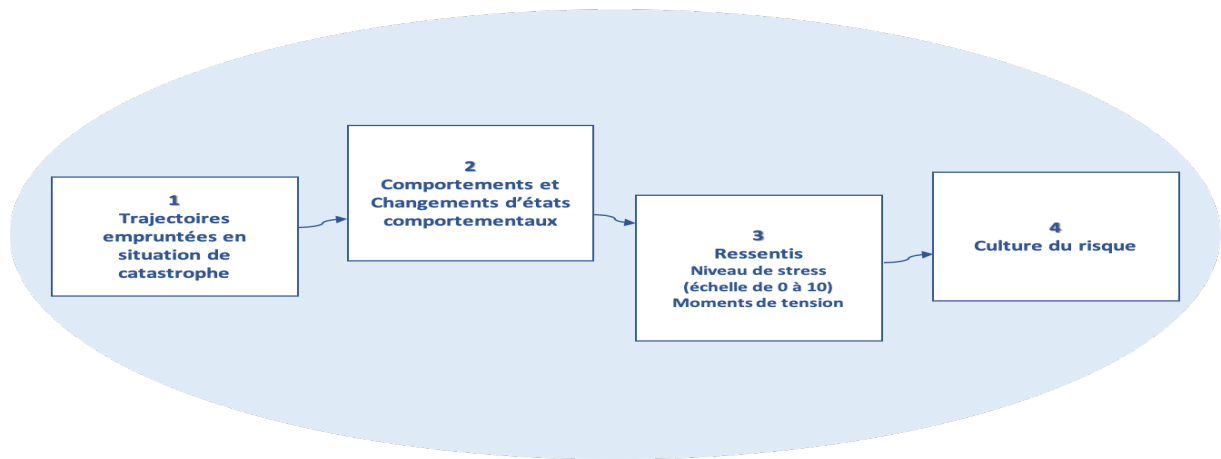 1
Trajectoires
empruntées en
situation de
catastrophe
2
Comportements et
Changements d'états
comportementaux
3
Ressentis
Niveau de stress
(échelle de 0 à 10)
Moments de tension
4
Culture du risque